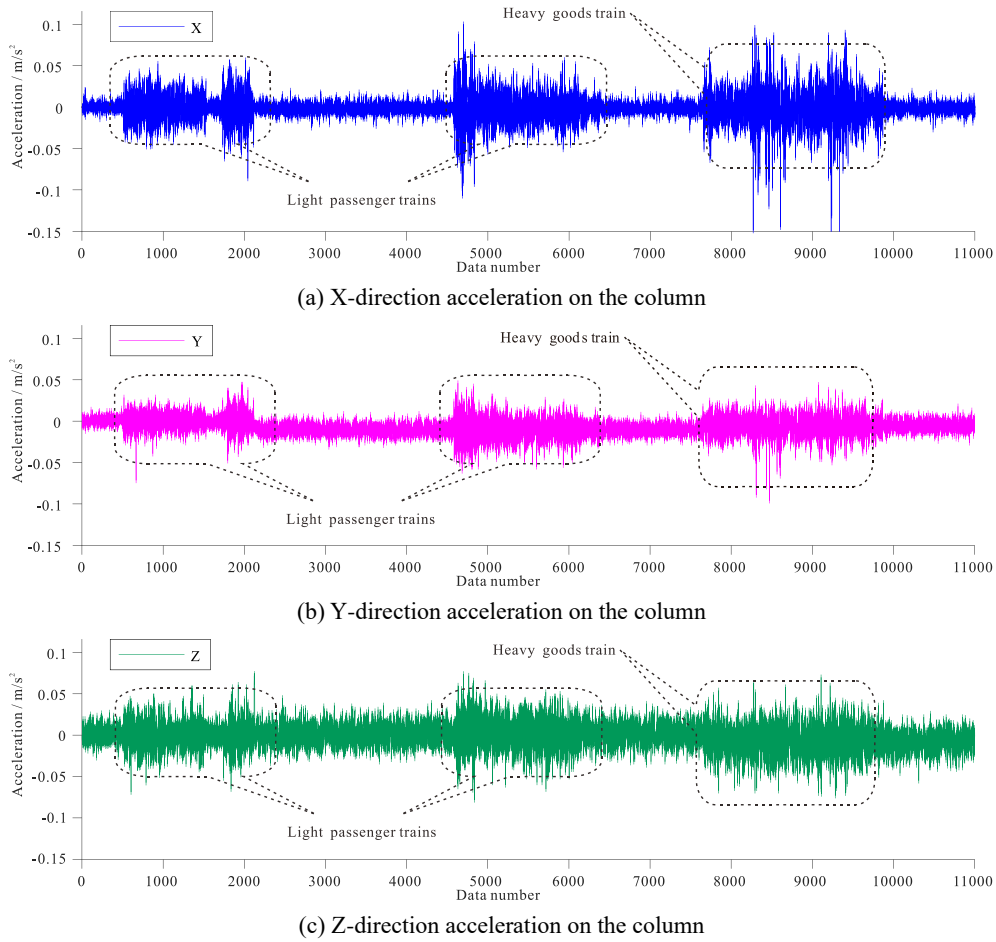 Heavy goods train
X
0.1
0.05
0
-0.05
-0.1
-0.15
Acceleration / m/s²
Light passenger trains
0 1000 2000 3000 4000 5000 6000 7000 8000 9000 10000 11000
Data number
(a) X-direction acceleration on the column
Heavy goods train
Y
0.1
0.05
0
-0.05
-0.1
-0.15
Acceleration / m/s²
Light passenger trains
0 1000 2000 3000 4000 5000 6000 7000 8000 9000 10000 11000
Data number
(b) Y-direction acceleration on the column
Heavy goods train
Z
0.1
0.05
0
-0.05
-0.1
-0.15
Acceleration / m/s²
Light passenger trains
0 1000 2000 3000 4000 5000 6000 7000 8000 9000 10000 11000
Data number
(c) Z-direction acceleration on the column